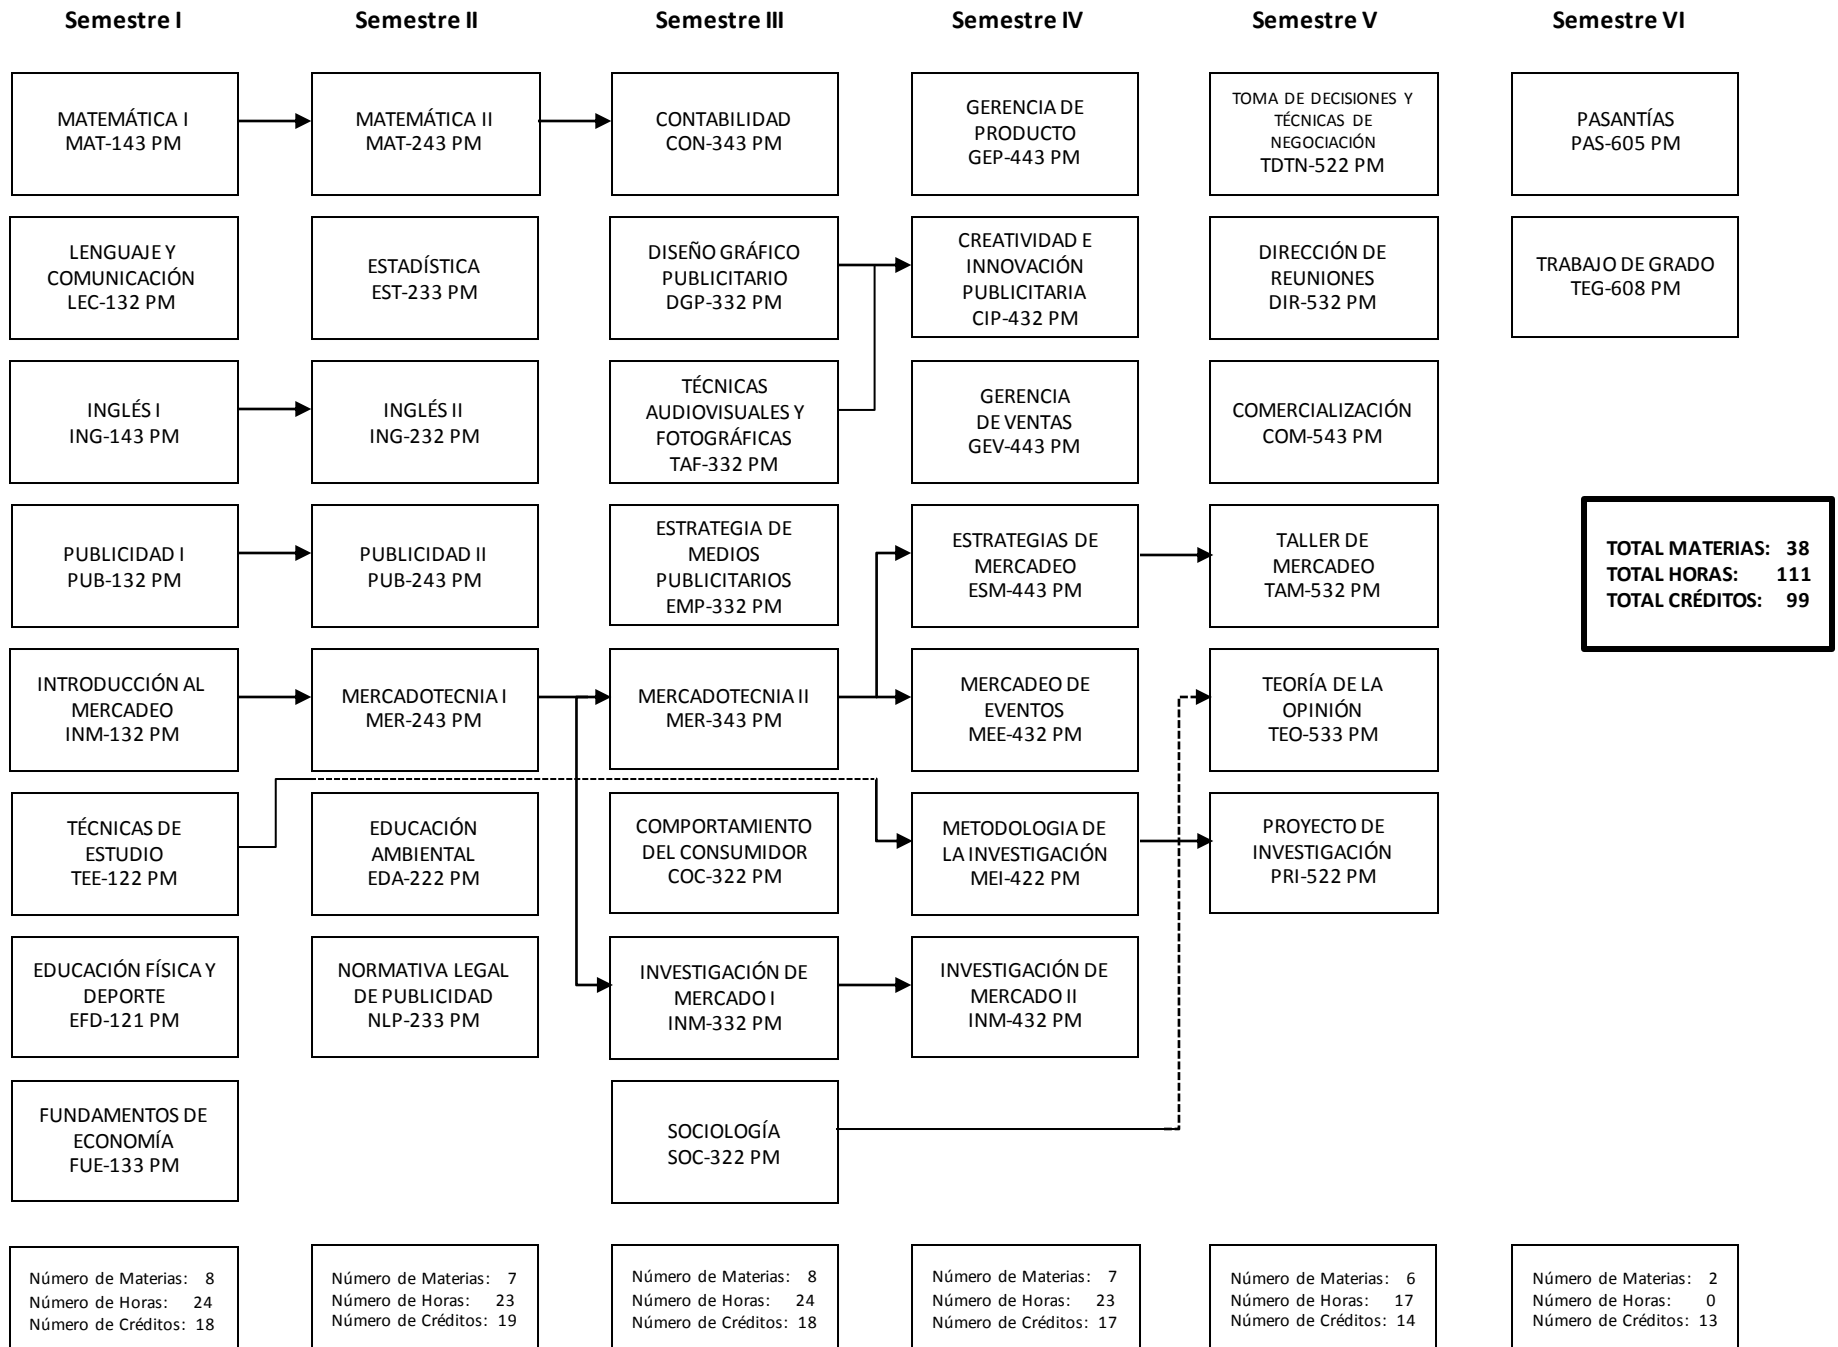 Semestre I
Semestre II
Semestre III
Semestre IV
Semestre V
Semestre VI
MATEMÁTICA I
MAT-143 PM
MATEMÁTICA II
MAT-243 PM
CONTABILIDAD
CON-343 PM
GERENCIA DE
PRODUCTO
GEP-443 PM
TOMA DE DECISIONES Y
TÉCNICAS DE
NEGOCIACIÓN
TDTN-522 PM
PASANTÍAS
PAS-605 PM
LENGUAJE Y
COMUNICACIÓN
LEC-132 PM
ESTADÍSTICA
EST-233 PM
DISEÑO GRÁFICO
PUBLICITARIO
DGP-332 PM
CREATIVIDAD E
INNOVACIÓN
PUBLICITARIA
CIP-432 PM
DIRECCIÓN DE
REUNIONES
DIR-532 PM
TRABAJO DE GRADO
TEG-608 PM
INGLÉS I
ING-143 PM
INGLÉS II
ING-232 PM
TÉCNICAS
AUDIOVISUALES Y
FOTOGRÁFICAS
TAF-332 PM
GERENCIA
DE VENTAS
GEV-443 PM
COMERCIALIZACIÓN
COM-543 PM
PUBLICIDAD I
PUB-132 PM
PUBLICIDAD II
PUB-243 PM
ESTRATEGIA DE
MEDIOS
PUBLICITARIOS
EMP-332 PM
ESTRATEGIAS DE
MERCADEO
ESM-443 PM
TALLER DE
MERCADEO
TAM-532 PM
TOTAL MATERIAS: 38
TOTAL HORAS: 111
TOTAL CRÉDITOS: 99
INTRODUCCIÓN AL
MERCADEO
INM-132 PM
MERCADOTECNIA I
MER-243 PM
MERCADOTECNIA II
MER-343 PM
MERCADEO DE
EVENTOS
MEE-432 PM
TEORÍA DE LA
OPINIÓN
TEO-533 PM
TÉCNICAS DE
ESTUDIO
TEE-122 PM
EDUCACIÓN
AMBIENTAL
EDA-222 PM
COMPORTAMIENTO
DEL CONSUMIDOR
COC-322 PM
METODOLOGIA DE
LA INVESTIGACIÓN
MEI-422 PM
PROYECTO DE
INVESTIGACIÓN
PRI-522 PM
EDUCACIÓN FÍSICA Y
DEPORTE
EFD-121 PM
NORMATIVA LEGAL
DE PUBLICIDAD
NLP-233 PM
INVESTIGACIÓN DE
MERCADO I
INM-332 PM
INVESTIGACIÓN DE
MERCADO II
INM-432 PM
FUNDAMENTOS DE
ECONOMÍA
FUE-133 PM
SOCIOLOGÍA
SOC-322 PM
Número de Materias: 8
Número de Horas: 24
Número de Créditos: 18
Número de Materias: 7
Número de Horas: 23
Número de Créditos: 19
Número de Materias: 8
Número de Horas: 24
Número de Créditos: 18
Número de Materias: 7
Número de Horas: 23
Número de Créditos: 17
Número de Materias: 6
Número de Horas: 17
Número de Créditos: 14
Número de Materias: 2
Número de Horas: 0
Número de Créditos: 13